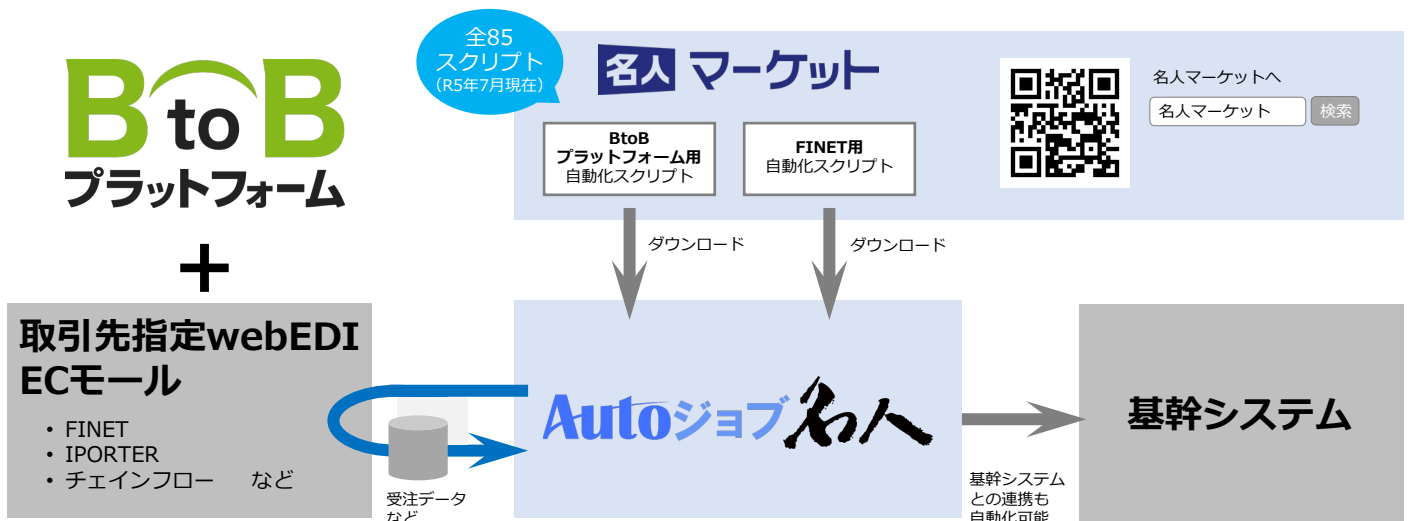 BtoB
プラットフォーム
+
取引先指定webEDI
ECモール
• FINET
• IPORTER
• チェインフロー など
全85
スクリプト
(R5年7月現在)
名人マーケット
BtoB
プラットフォーム用
自動化スクリプト
FINET用
自動化スクリプト
名人マーケットへ
名人マーケット 検索
ダウンロード
ダウンロード
受注データ
など
Autoジョブ名人
基幹システム
との連携も
自動化可能
基幹システム